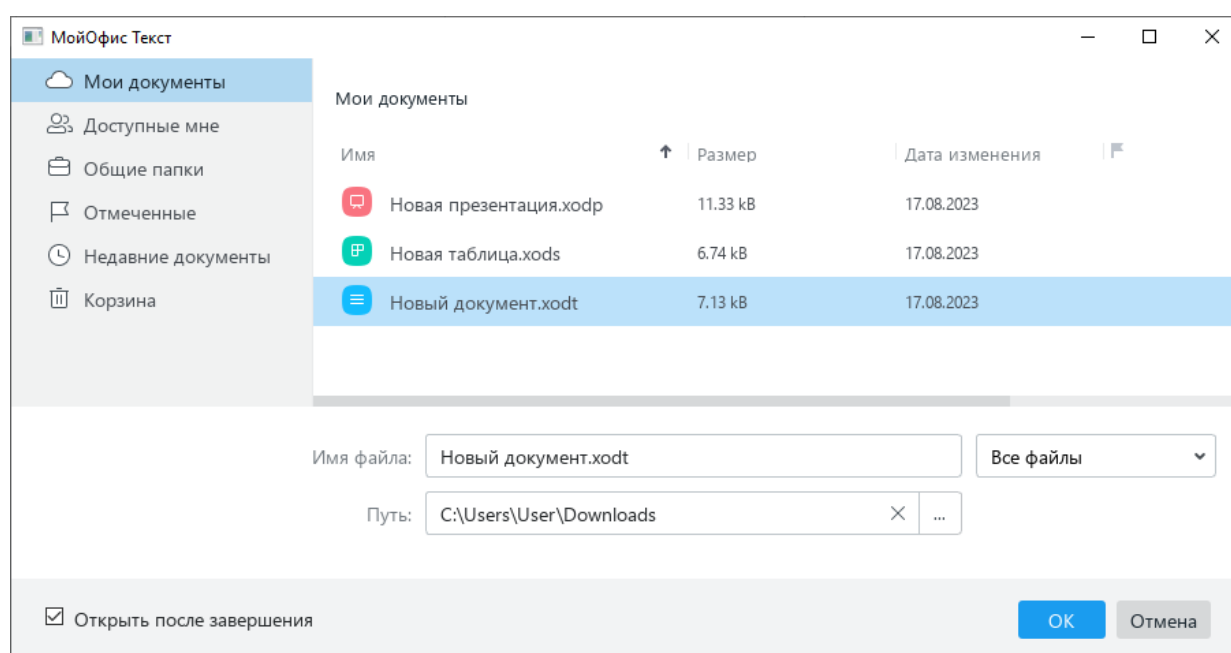 МойОфис Текст
Мои документы
Доступные мне
Общие папки
Отмеченные
Недавние документы
Корзина
Мои документы
Имя Размер Дата изменения
Новая презентация.xodp 11.33 kB 17.08.2023
Новая таблица.xods 6.74 kB 17.08.2023
Новый документ.xodt 7.13 kB 17.08.2023
Имя файла: Новый документ.xodt Все файлы
Путь: C:\Users\User\Downloads ...
Открыть после завершения OK Отмена